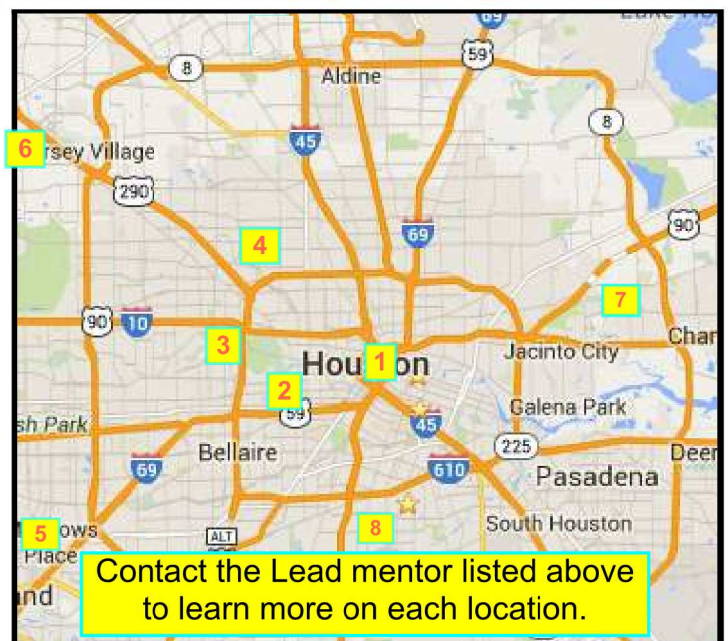 69
8
Aldine
59
8
45
6
rsey Village
290
69
90
4
7
90
10
3
Houston
1
Jacinto City
Char
2
59
Galena Park
sh Park
45
Bellaire
225
Deer
69
610
Pasadena
5
ows
8
South Houston
ALT
Place
Contact the Lead mentor listed above
nd
to learn more on each location.